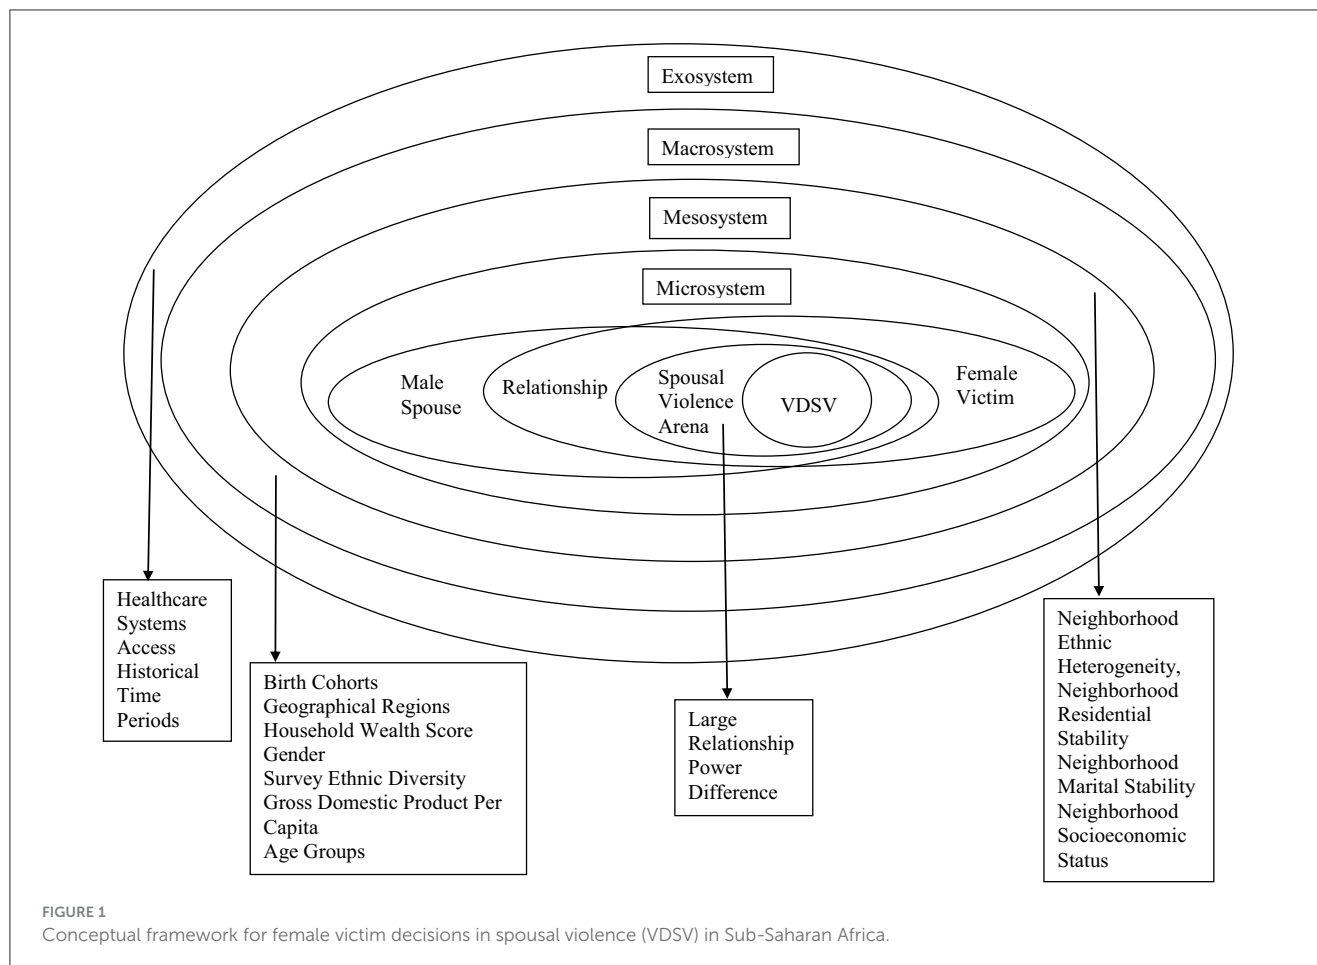 Exosystem
Macrosystem
Mesosystem
Microsystem
Male
Spouse
Relationship
Spousal
Violence
Arena
VDSV
Female
Victim
Healthcare
Systems
Access
Historical
Time
Periods
Birth Cohorts
Geographical Regions
Household Wealth Score
Gender
Survey Ethnic Diversity
Gross Domestic Product Per
Capita
Age Groups
Large
Relationship
Power
Difference
Neighborhood
Ethnic
Heterogeneity,
Neighborhood
Residential
Stability
Neighborhood
Marital Stability
Neighborhood
Socioeconomic
Status
FIGURE 1
Conceptual framework for female victim decisions in spousal violence (VDSV) in Sub-Saharan Africa.